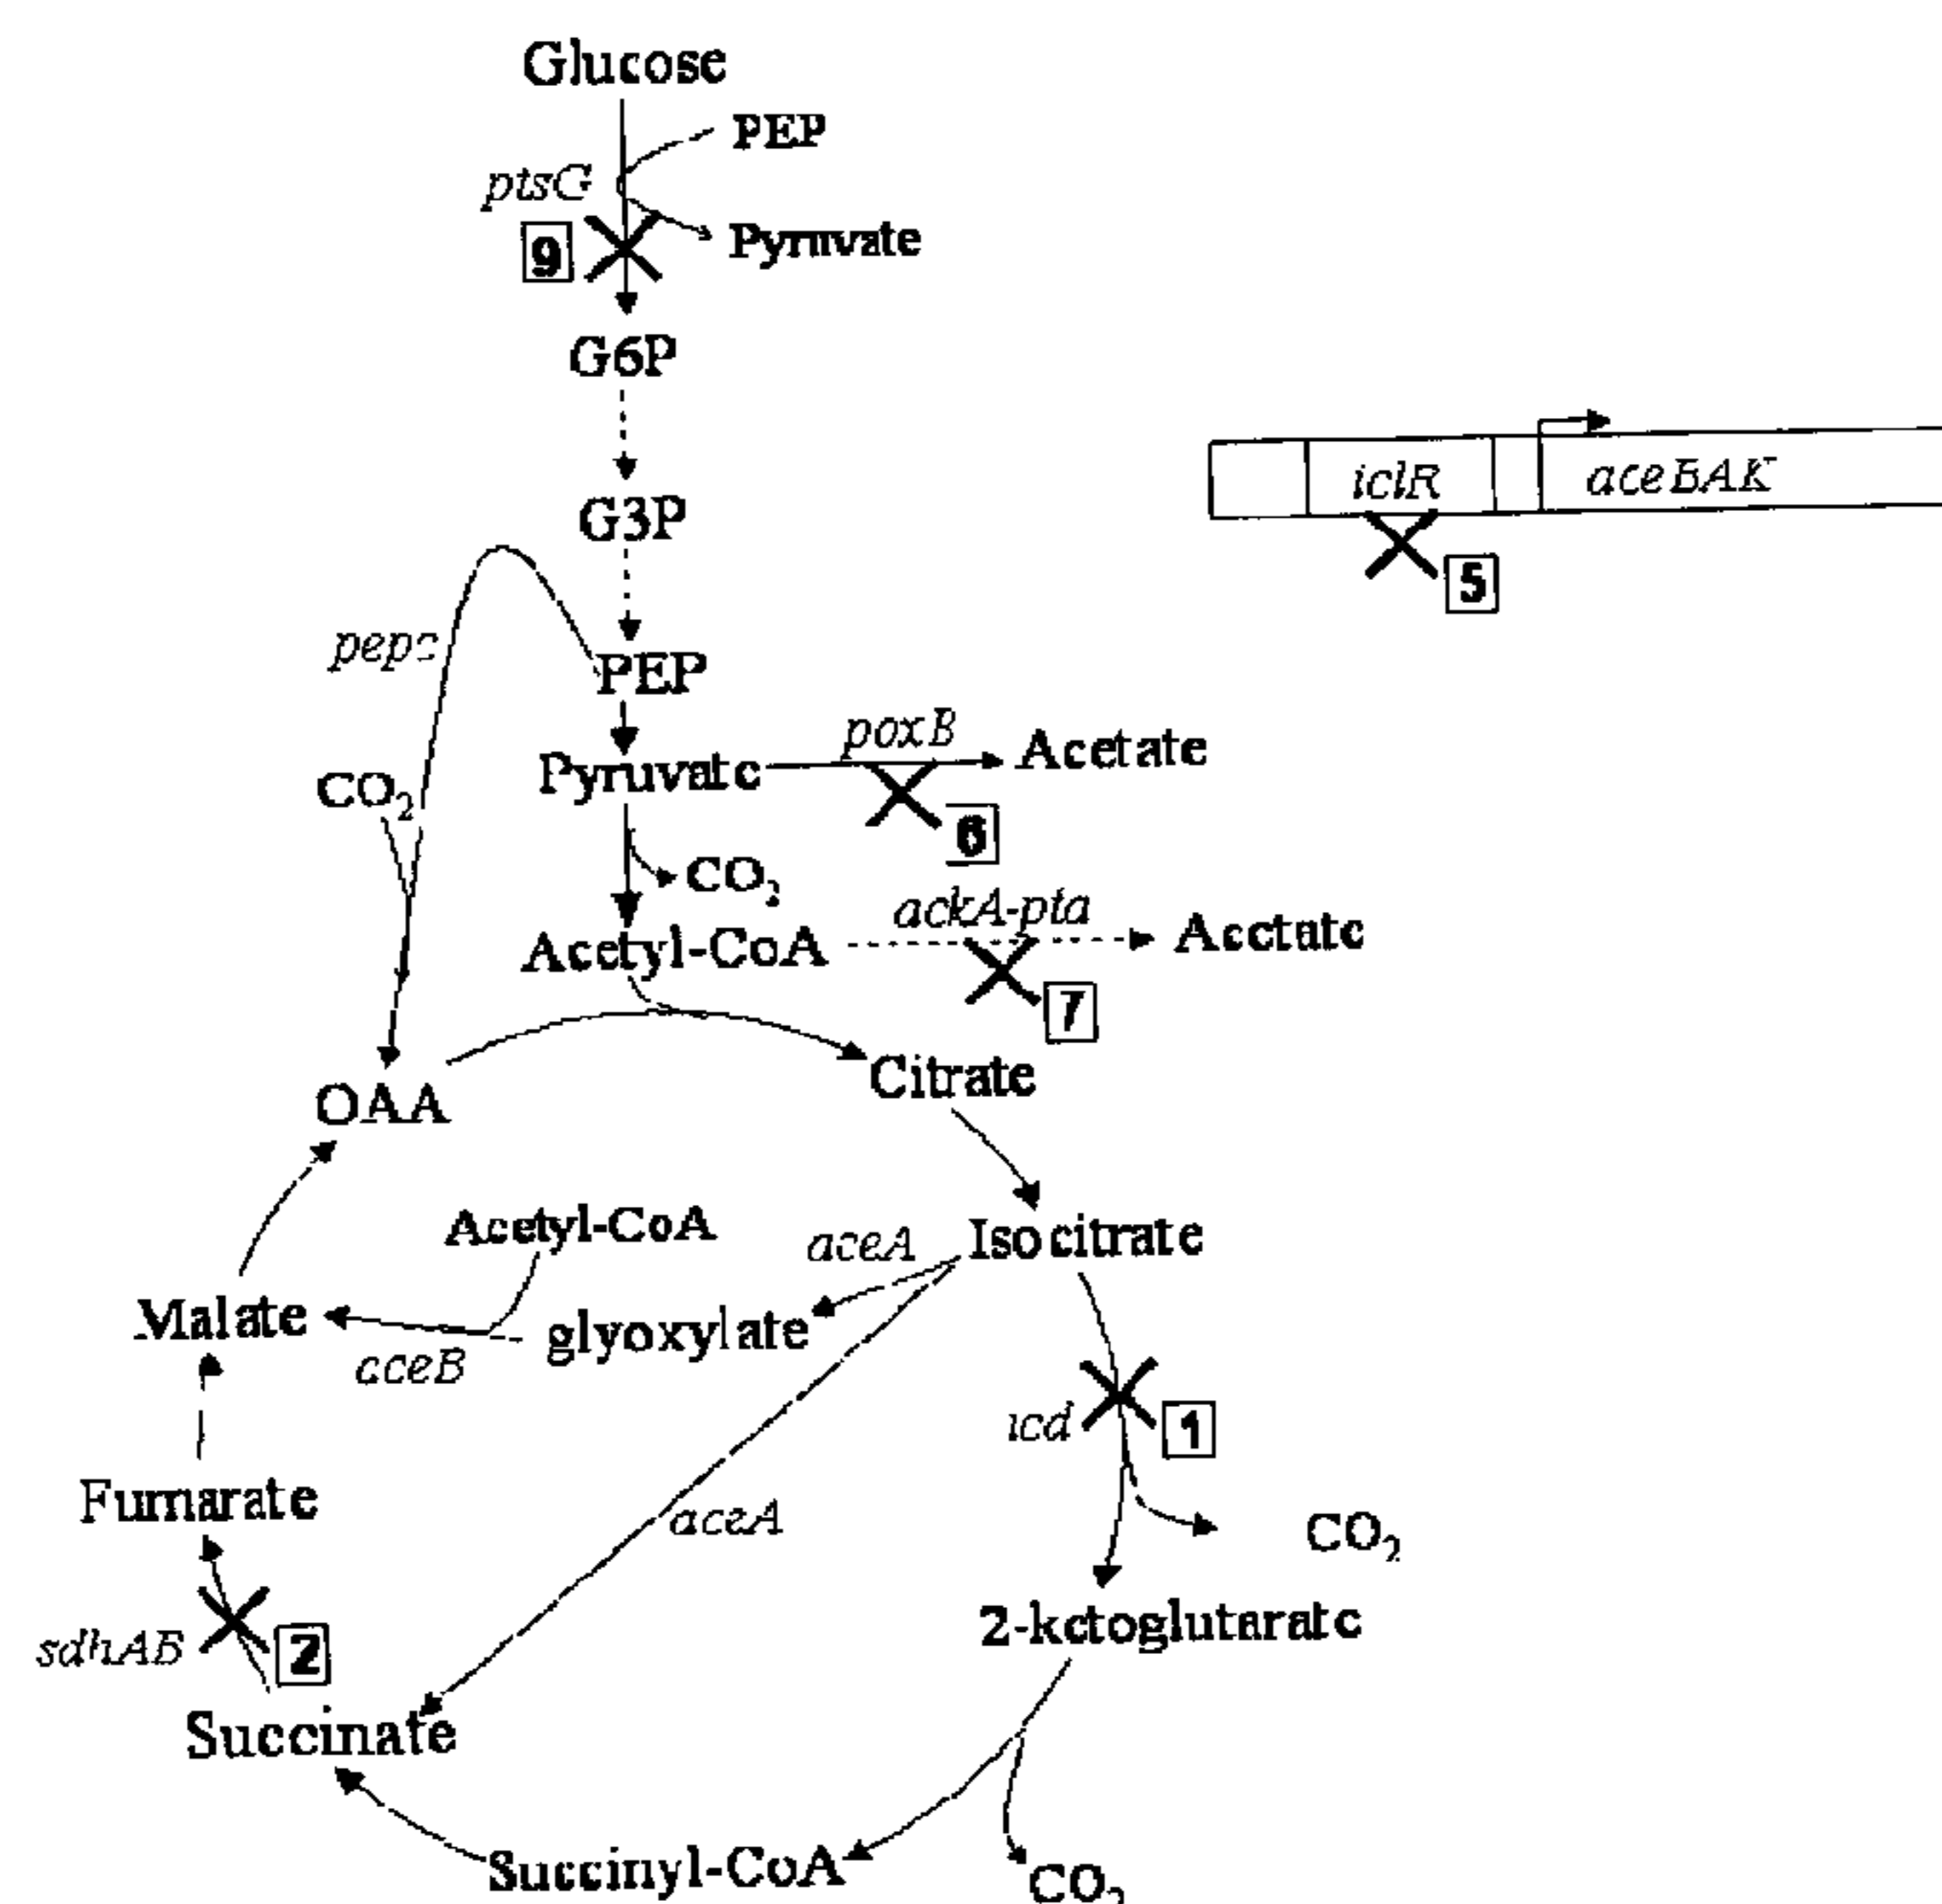 Glucose
PEP
ptsG
Pyruvate
9
G6P
iclR aceBAK
G3P
5
pepc
PEP
poxB
Acetate
Pyruvate
CO2
6
CO2
ackA-pta
Acetyl-CoA
Acetate
7
Citrate
OAA
Acetyl-CoA
aceA
Isocitrate
Malate
glyoxylate
aceB
icd
1
Fumarate
aceA
CO2
2-ketoglutarate
sdhAB
2
Succinate
Succinyl-CoA
CO2